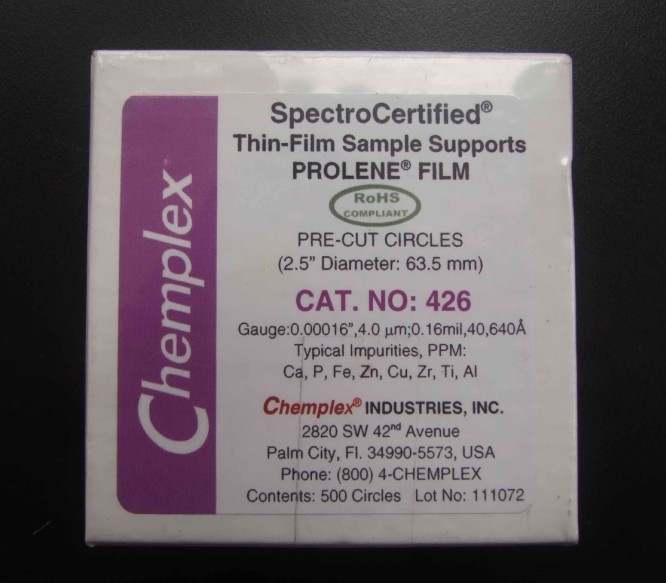 Chemplex
SpectroCertified®
Thin-Film Sample Supports
PROLENE® FILM
RoHS
COMPLIANT
PRE-CUT CIRCLES
(2.5" Diameter: 63.5 mm)
CAT. NO: 426
Gauge:0.00016",4.0 µm;0.16mil,40,640Å
Typical Impurities, PPM:
Ca, P, Fe, Zn, Cu, Zr, Ti, Al
Chemplex® INDUSTRIES, INC.
2820 SW 42nd Avenue
Palm City, Fl. 34990-5573, USA
Phone: (800) 4-CHEMPLEX
Contents: 500 Circles Lot No: 111072